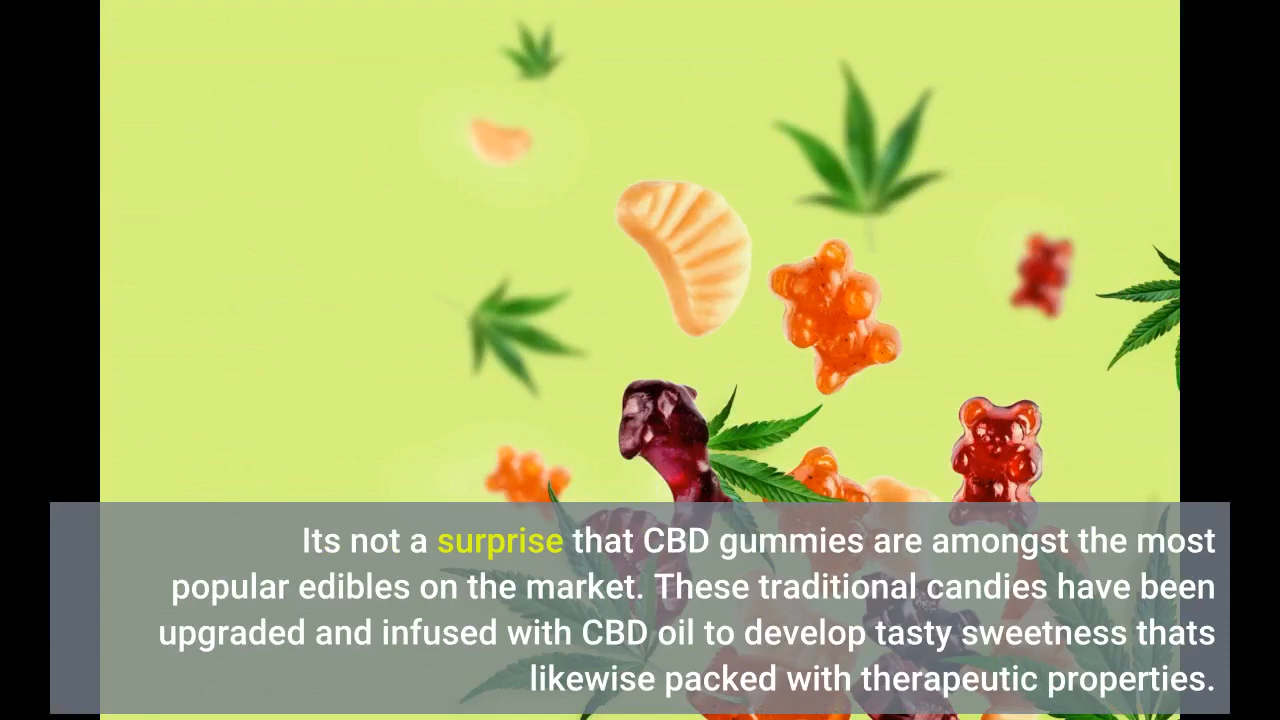 Its not a surprise that CBD gummies are amongst the most
popular edibles on the market. These traditional candies have been
upgraded and infused with CBD oil to develop tasty sweetness thats
likewise packed with therapeutic properties.